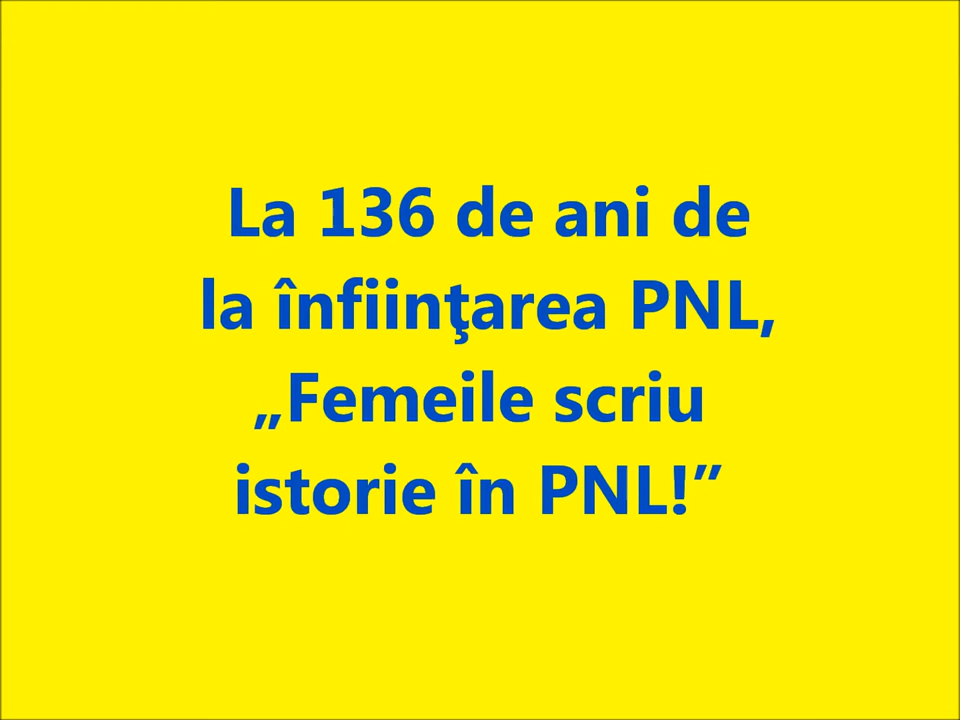 La 136 de ani de
la înfiinţarea PNL,
„Femeile scriu
istorie în PNL!”